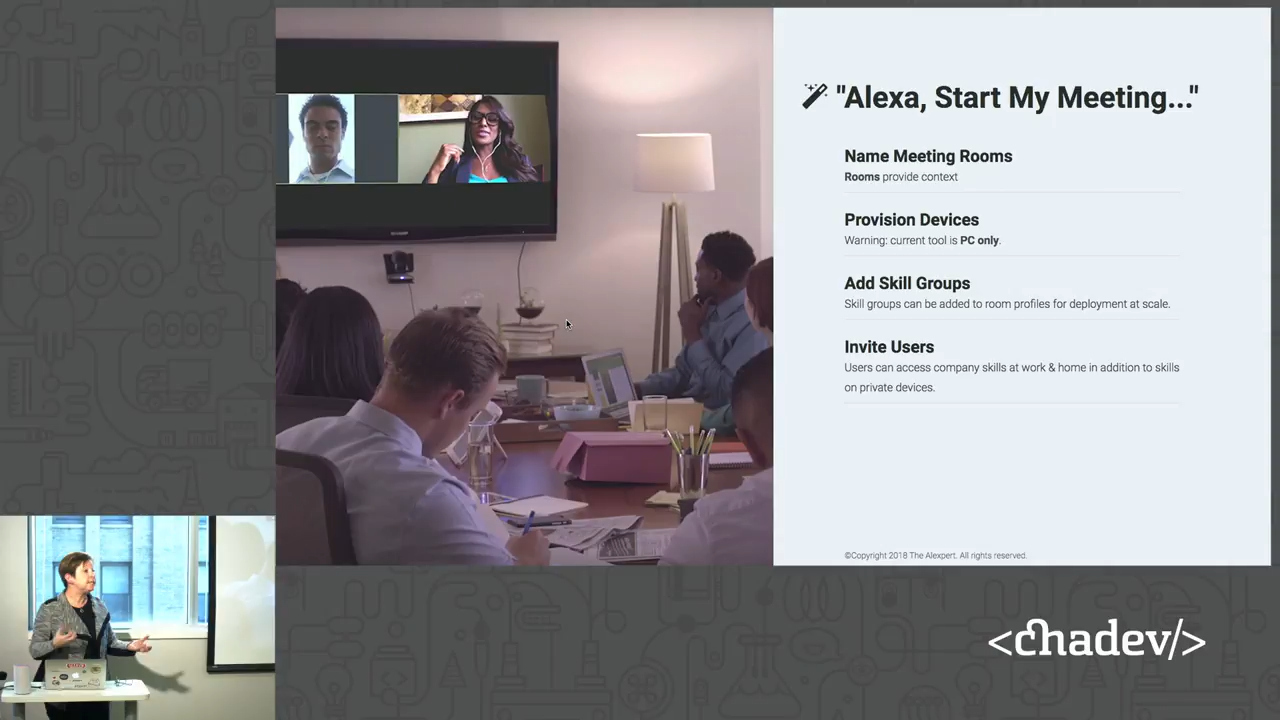 "Alexa, Start My Meeting..."
Name Meeting Rooms
Rooms provide context
Provision Devices
Warning: current tool is PC only.
Add Skill Groups
Skill groups can be added to room profiles for deployment at scale.
Invite Users
Users can access company skills at work & home in addition to skills
on private devices.
©Copyright 2018 The Alexpert. All rights reserved.
<chadev/>